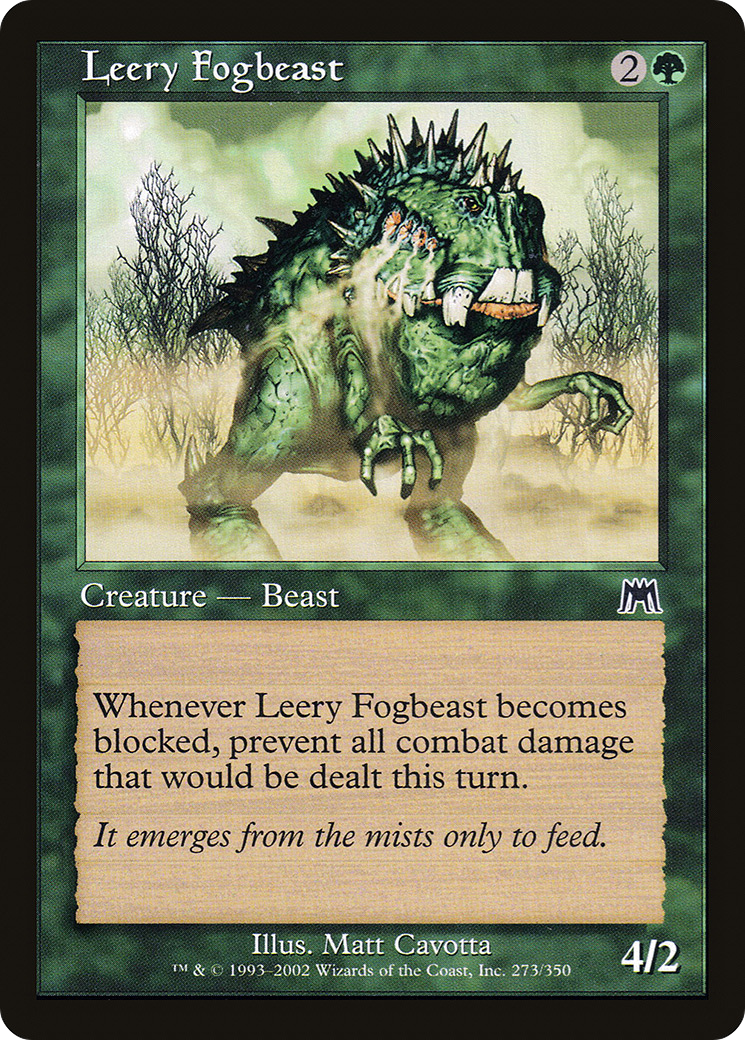 Leery Fogbeast
2
Creature — Beast
Whenever Leery Fogbeast becomes
blocked, prevent all combat damage
that would be dealt this turn.
It emerges from the mists only to feed.
Illus. Matt Cavotta
™ & © 1993–2002 Wizards of the Coast, Inc. 273/350
4/2